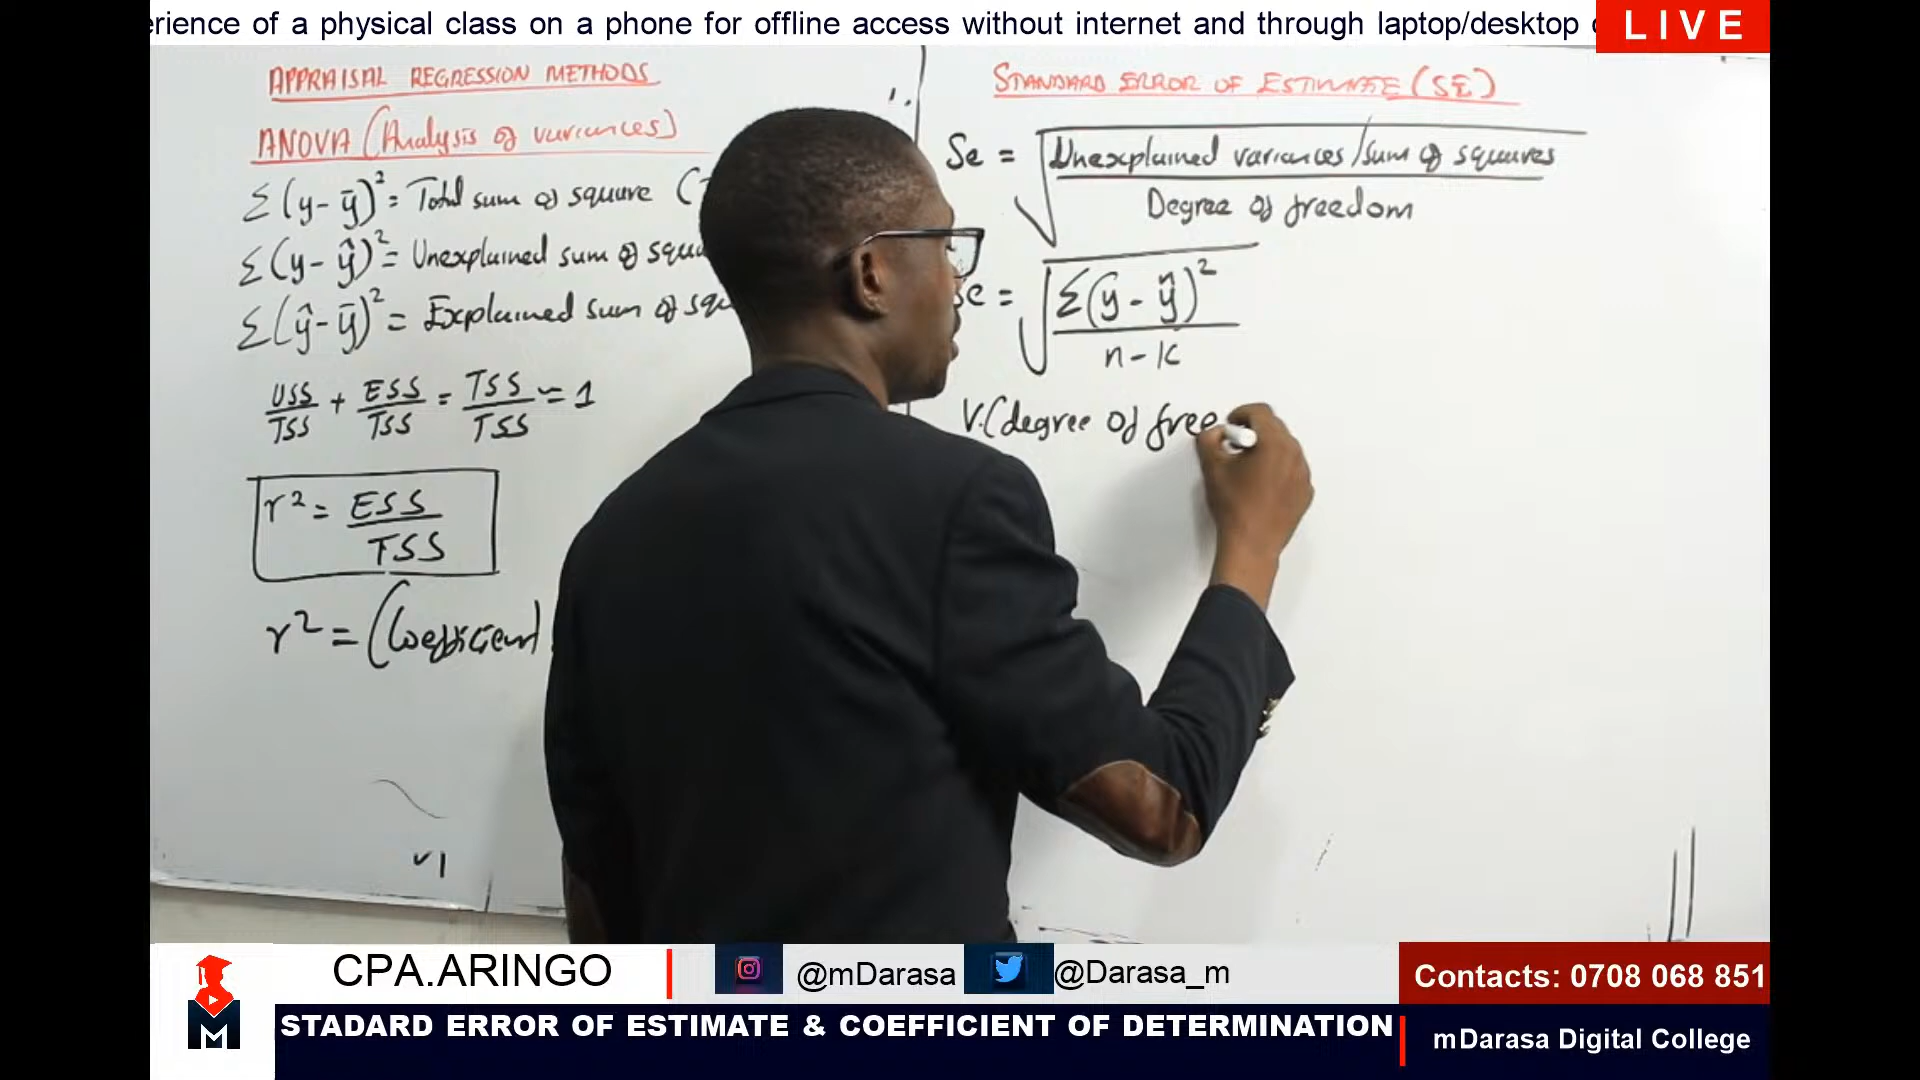 erience of a physical class on a phone for offline access without internet and through laptop/desktop
LIVE
APPRAISAL REGRESSION METHODS
ANOVA (Analysis of variances)
Σ(y-ȳ)²= Total sum of square (
Σ(y-ŷ)²= Unexplained sum of squ
Σ(ŷ-ȳ)² = Explained sum of squ
USS/TSS + ESS/TSS = TSS/TSS = 1
r² = ESS/TSS
r² = (Coefficient
STANDARD ERROR OF ESTIMATE (SE)
Se = √Unexplained variances/sum of squares
Degree of freedom
Se = √Σ(y-ŷ)²
n-k
V.(degree of free
CPA.ARINGO
@mDarasa
@Darasa_m
Contacts: 0708 068 851
M
STADARD ERROR OF ESTIMATE & COEFFICIENT OF DETERMINATION
mDarasa Digital College